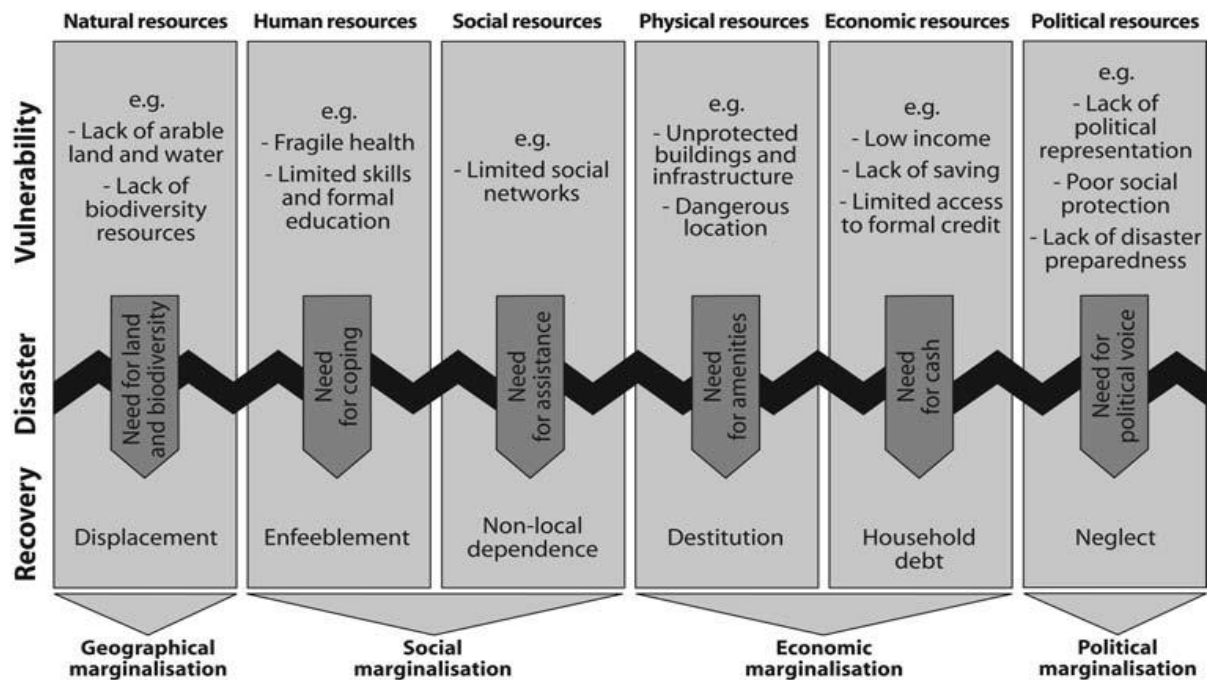 Natural resources
Human resources
Social resources
Physical resources
Economic resources
Political resources
Vulnerability
e.g.
- Lack of arable
land and water
- Lack of
biodiversity
resources
e.g.
- Fragile health
- Limited skills
and formal
education
e.g.
- Limited social
networks
e.g.
- Unprotected
buildings and
infrastructure
- Dangerous
location
e.g.
- Low income
- Lack of saving
- Limited access
to formal credit
e.g.
- Lack of
political
representation
- Poor social
protection
- Lack of disaster
preparedness
Disaster
Need for land
and biodiversity
Need
for coping
Need
for assistance
Need
for amenities
Need
for cash
Need for
political voice
Recovery
Displacement
Enfeeblement
Non-local
dependence
Destitution
Household
debt
Neglect
Geographical
marginalisation
Social
marginalisation
Economic
marginalisation
Political
marginalisation